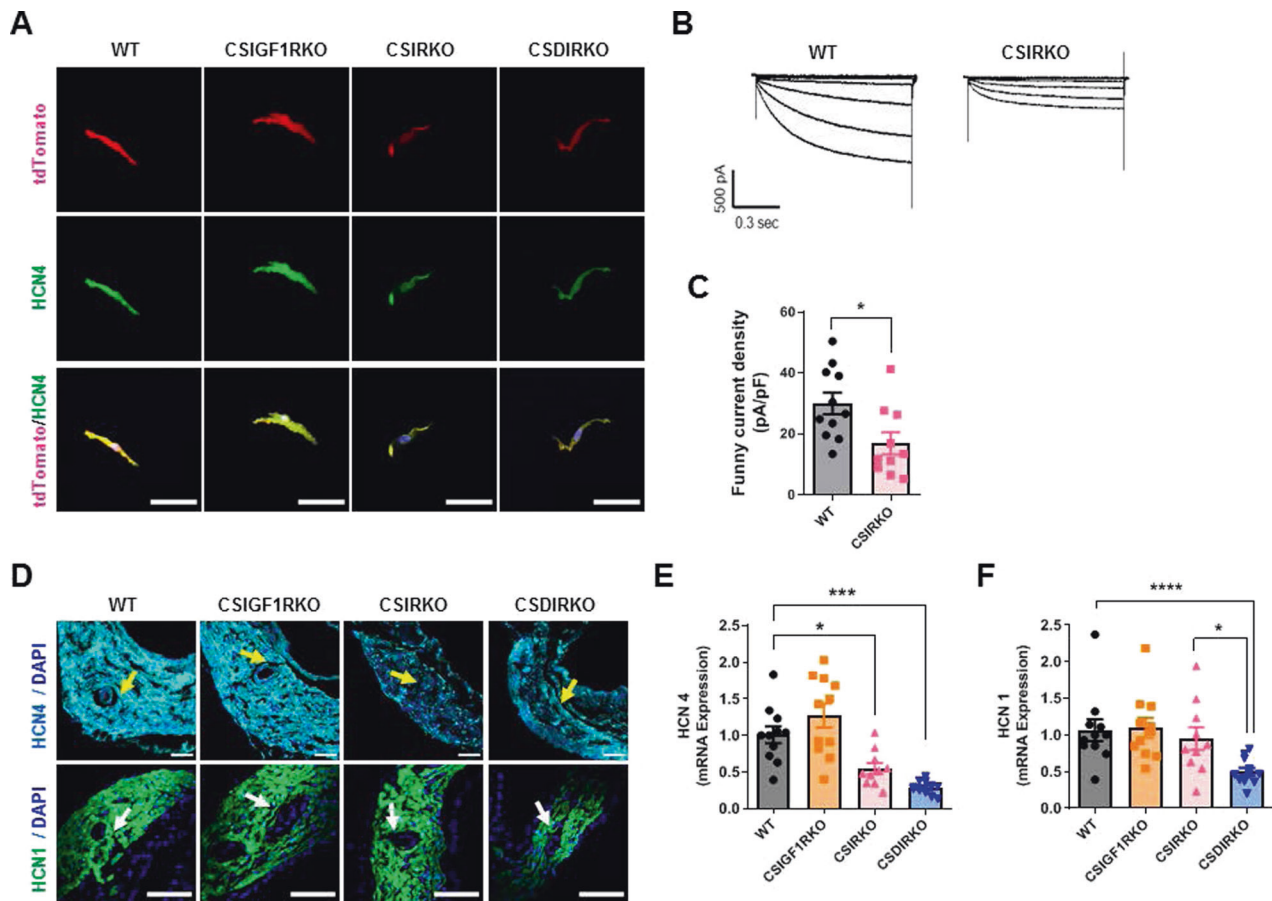 A
WT
CSIGF1RKO
CSIRKO
CSDIRKO
tdTomato
HCN4
tdTomato/HCN4
B
WT
CSIRKO
500 pA
0.3 sec
C
Funny current density
(pA/pF)
60
40
20
0
*
WT
CSIRKO
D
WT
CSIGF1RKO
CSIRKO
CSDIRKO
HCN4 / DAPI
HCN1 / DAPI
E
HCN 4
(mRNA Expression)
2.5
2.0
1.5
1.0
0.5
0.0
***
*
WT
CSIGF1RKO
CSIRKO
CSDIRKO
F
HCN 1
(mRNA Expression)
2.5
2.0
1.5
1.0
0.5
0.0
****
*
WT
CSIGF1RKO
CSIRKO
CSDIRKO